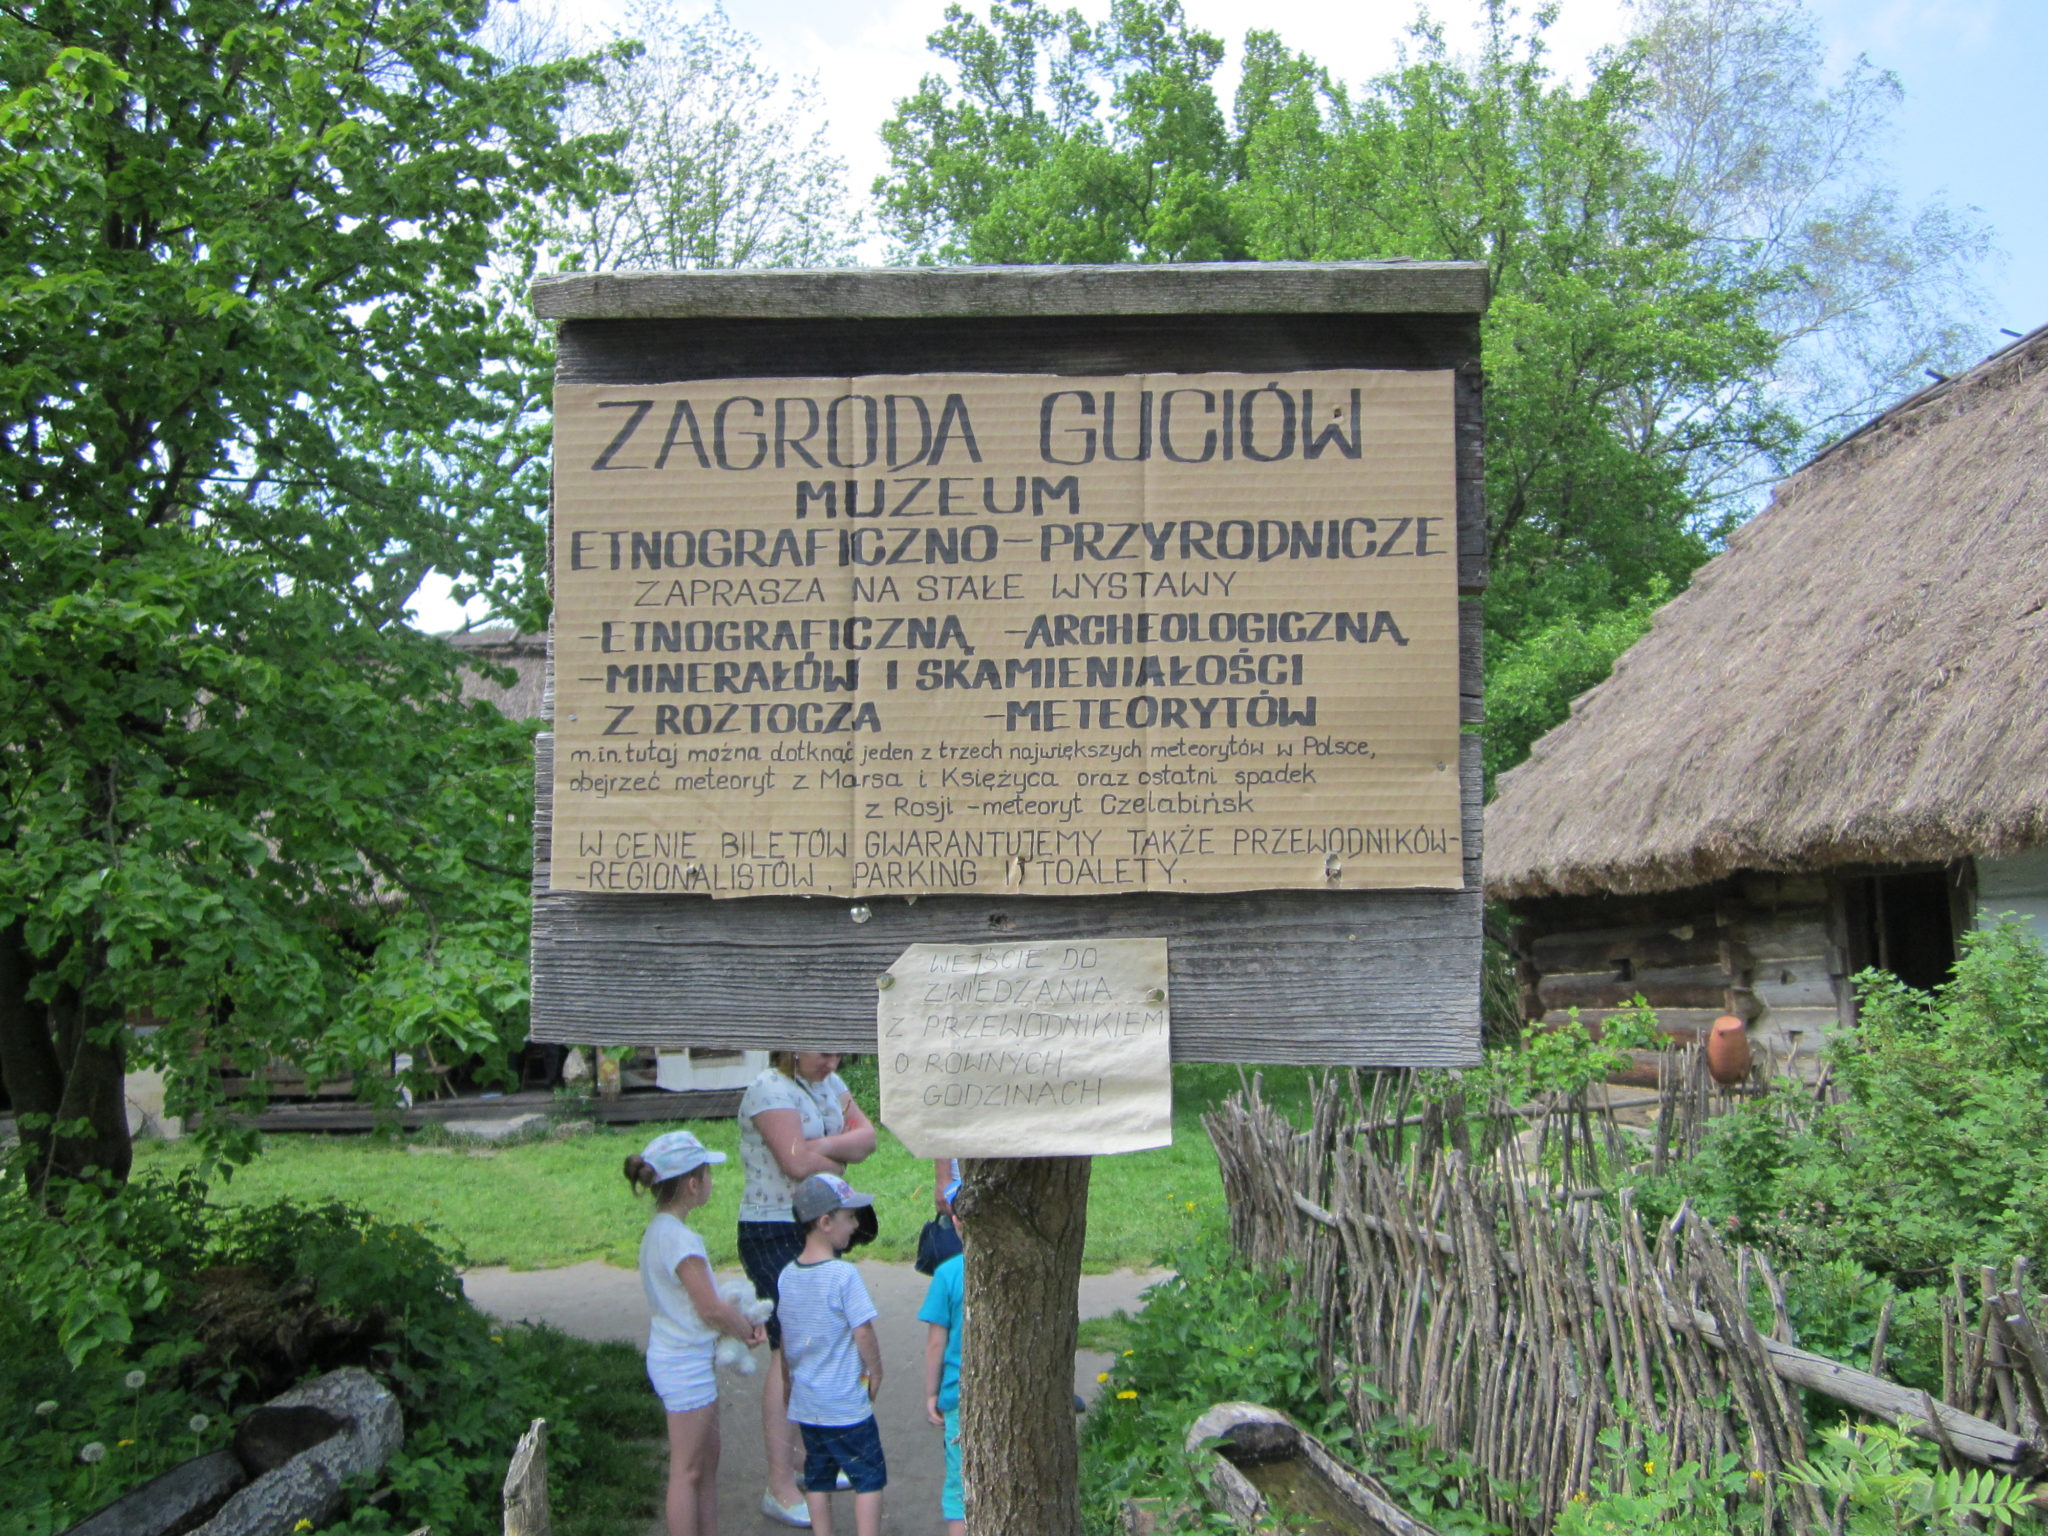 ZAGRODA GUCIÓW
MUZEUM
ETNOGRAFICZNO-PRZYRODNICZE
ZAPRASZA NA STAŁE WYSTAWY
-ETNOGRAFICZNĄ -ARCHEOLOGICZNĄ
-MINERAŁÓW I SKAMIENIAŁOŚCI
Z ROZTOCZA -METEORYTÓW
m.in. tutaj można dotknąć jeden z trzech największych meteorytów w Polsce,
obejrzeć meteoryt z Marsa i Księżyca oraz ostatni spadek
z Rosji -meteoryt Czelabińsk
W CENIE BILETÓW GWARANTUJEMY TAKŻE PRZEWODNIKÓW-
-REGIONALISTÓW, PARKING I TOALETY.
WEJŚCIE DO
ZWIEDZANIA
Z PRZEWODNIKIEM
O RÓWNYCH
GODZINACH